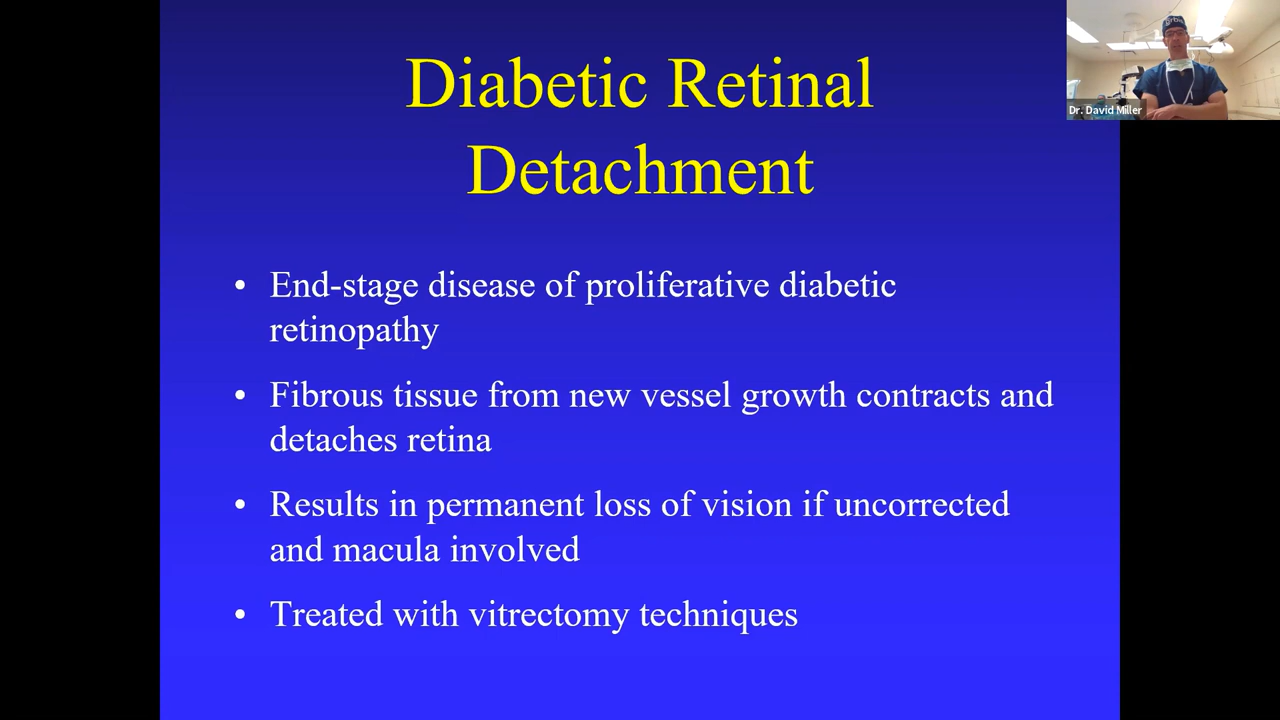 Diabetic Retinal
Detachment
Dr. David Miller
• End-stage disease of proliferative diabetic
retinopathy
• Fibrous tissue from new vessel growth contracts and
detaches retina
• Results in permanent loss of vision if uncorrected
and macula involved
• Treated with vitrectomy techniques